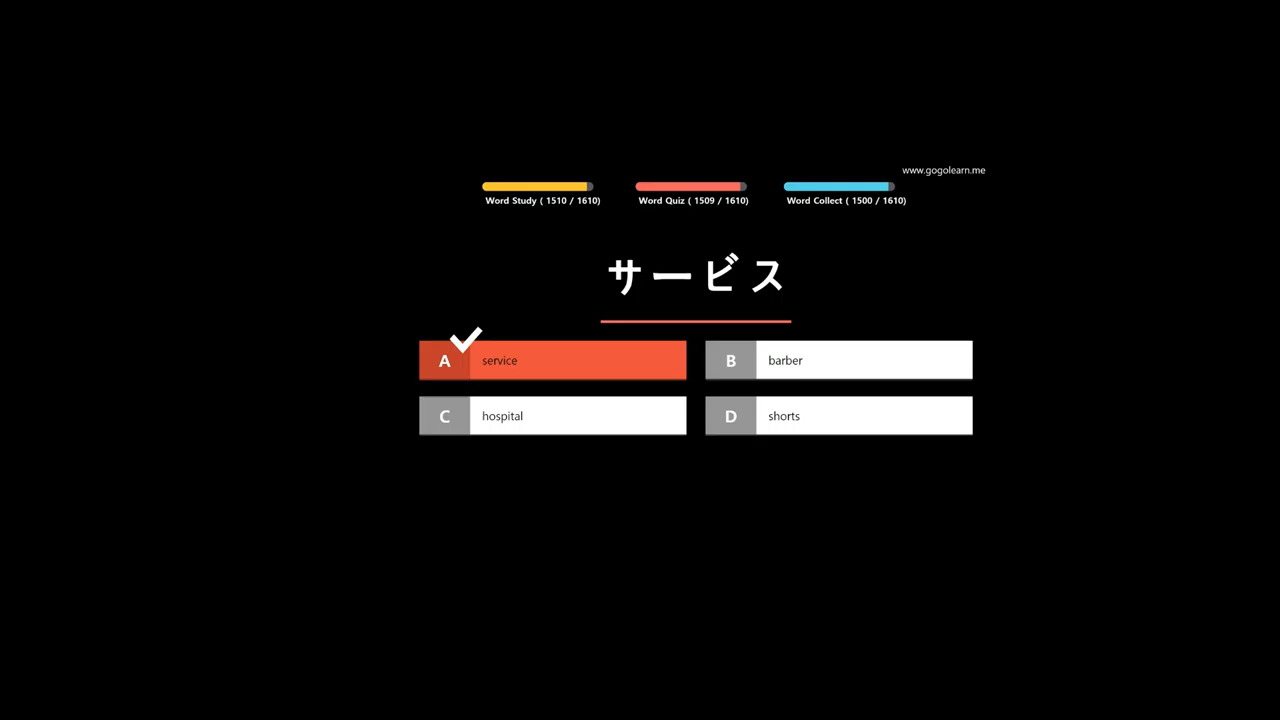 www.gogolearn.me
Word Study ( 1510 / 1610)
Word Quiz ( 1509 / 1610)
Word Collect ( 1500 / 1610)
サービス
A service
B barber
C hospital
D shorts